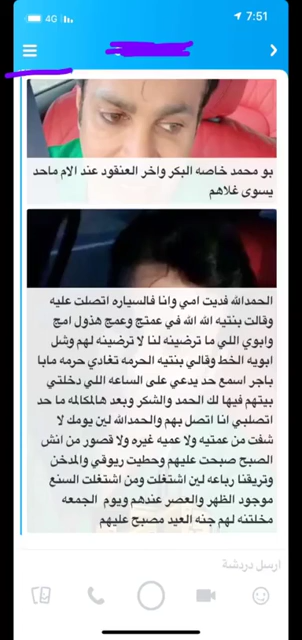 4G
7:51
بو محمد خاصه البكر واخر العنقود عند الام ماحد
يسوى غلاهم
الحمدالله فديت امي وانا فالسياره اتصلت عليه
وقالت بنتيه الله الله في عمتج وعمج هذول امج
وابوي اللي ما ترضينه لنا لا ترضينه لهم وشل
ابويه الخط وقالي بنتيه الحرمه تغادي حرمه مابا
باجر اسمع حد يدعي على الساعه اللي دخلتي
بيتهم فيها لك الحمد والشكر وبعد هالمكالمه ما حد
اتصلبي انا اتصل بهم والحمدالله لين يومك لا
شفت من عمتيه ولا عميه غيره ولا قصور من انش
الصبح صبحت عليهم وحطيت ريوقي والمدخن
وتريقنا رباعه لين اشتغلت ومن اشتغلت السنع
موجود الظهر والعصر عندهم ويوم الجمعه
مخلتنه لهم جنه العيد مصبح عليهم
ارسل دردشة